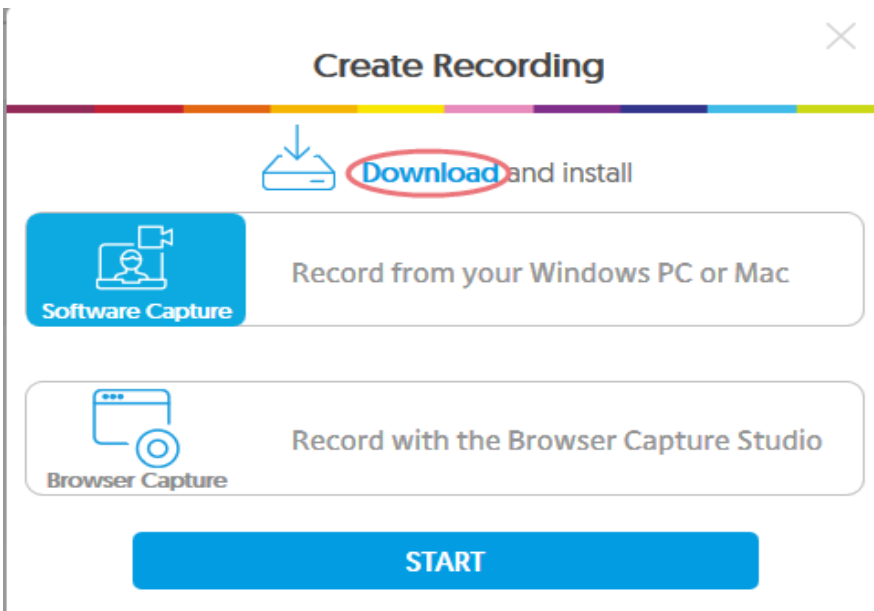 Create Recording
Download and install
Record from your Windows PC or Mac
Software Capture
Record with the Browser Capture Studio
Browser Capture
START